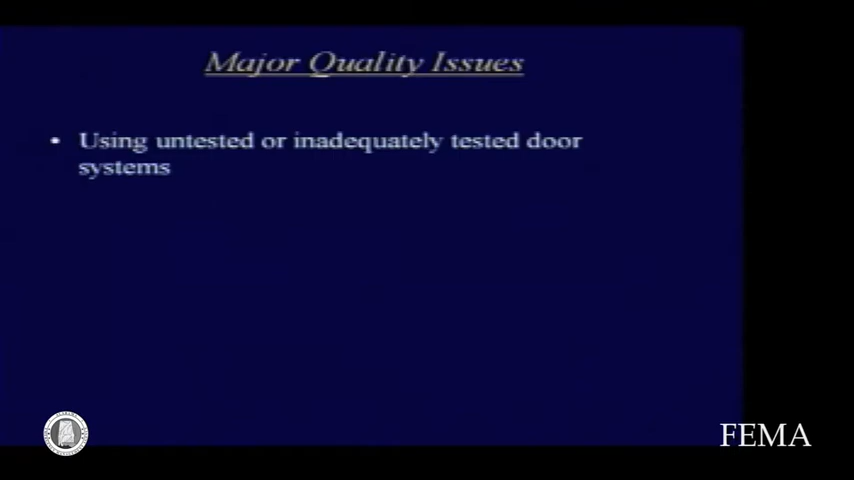 Major Quality Issues
• Using untested or inadequately tested door
systems
FEMA